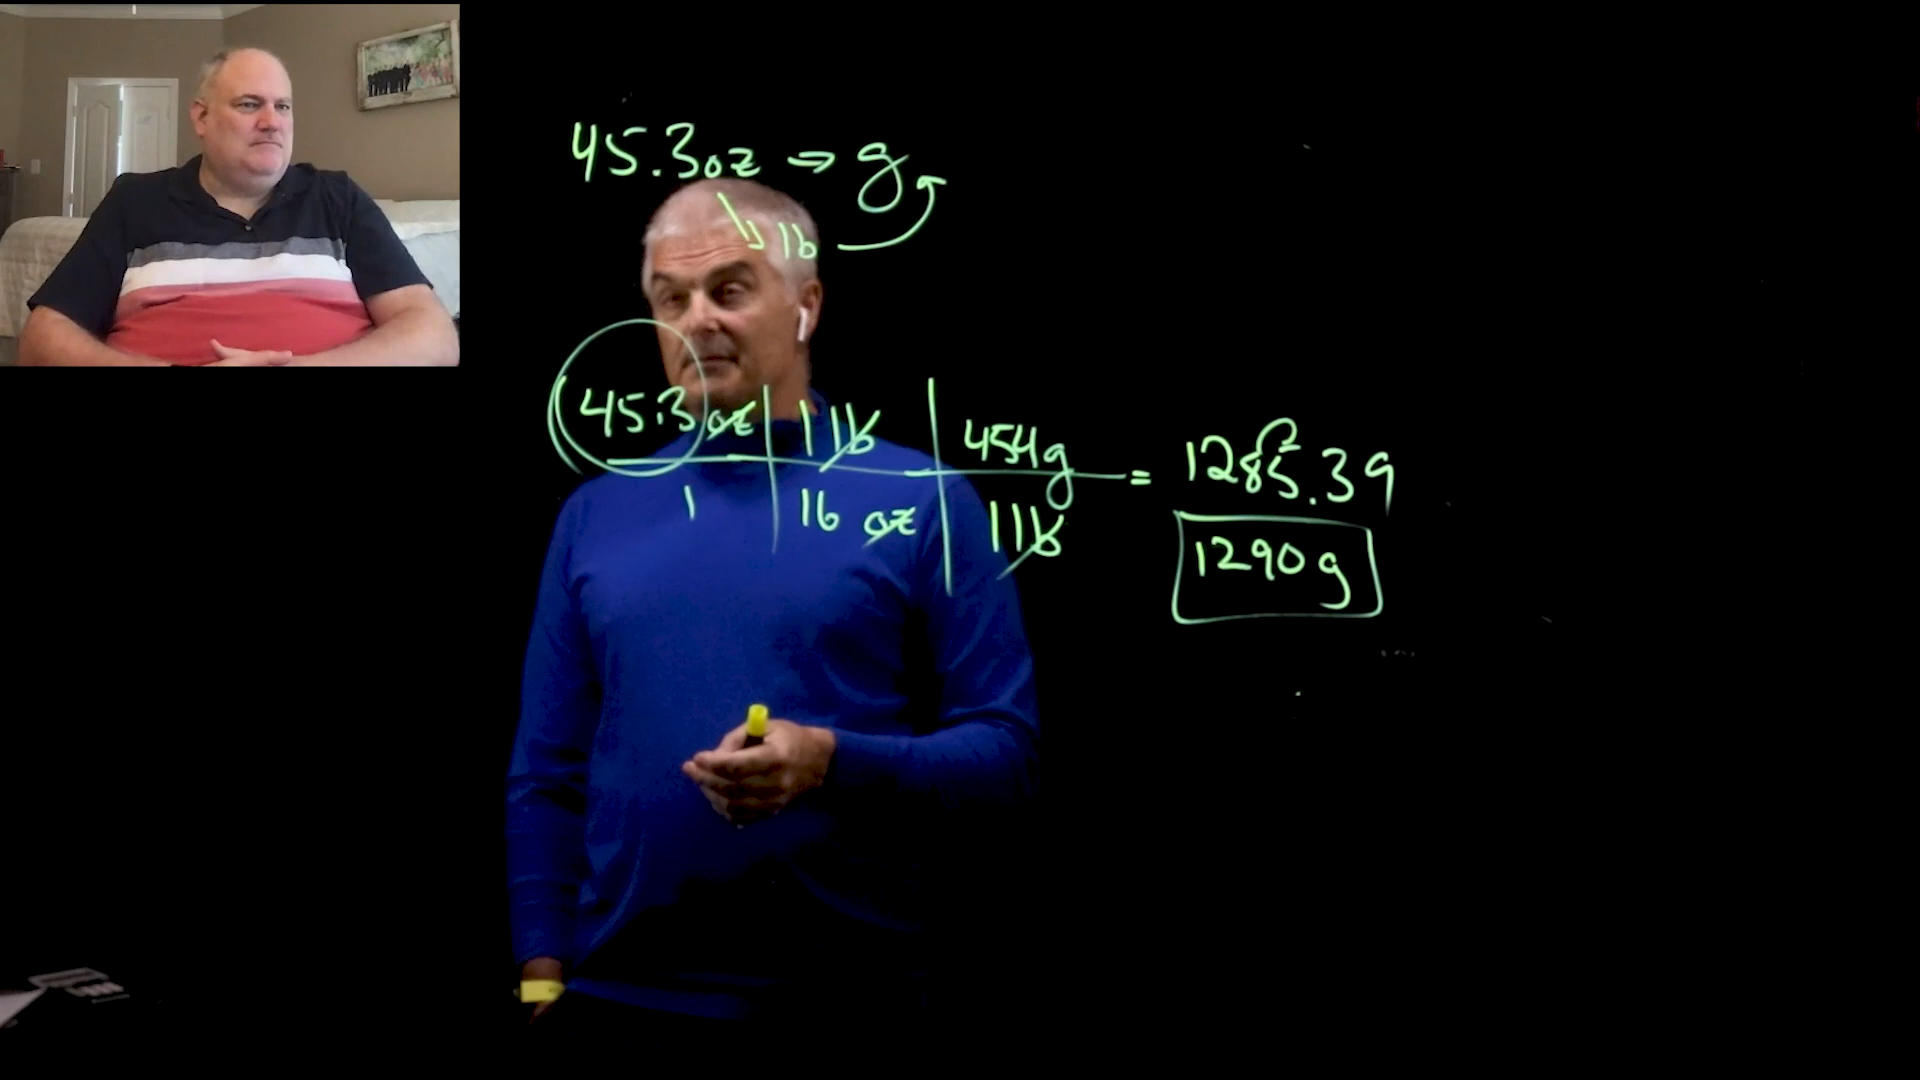 45.3oz ⇒ g
lb
45.3 oz | 1 lb | 454g = 1285.39
1 | 16 oz | 1 lb
1290 g